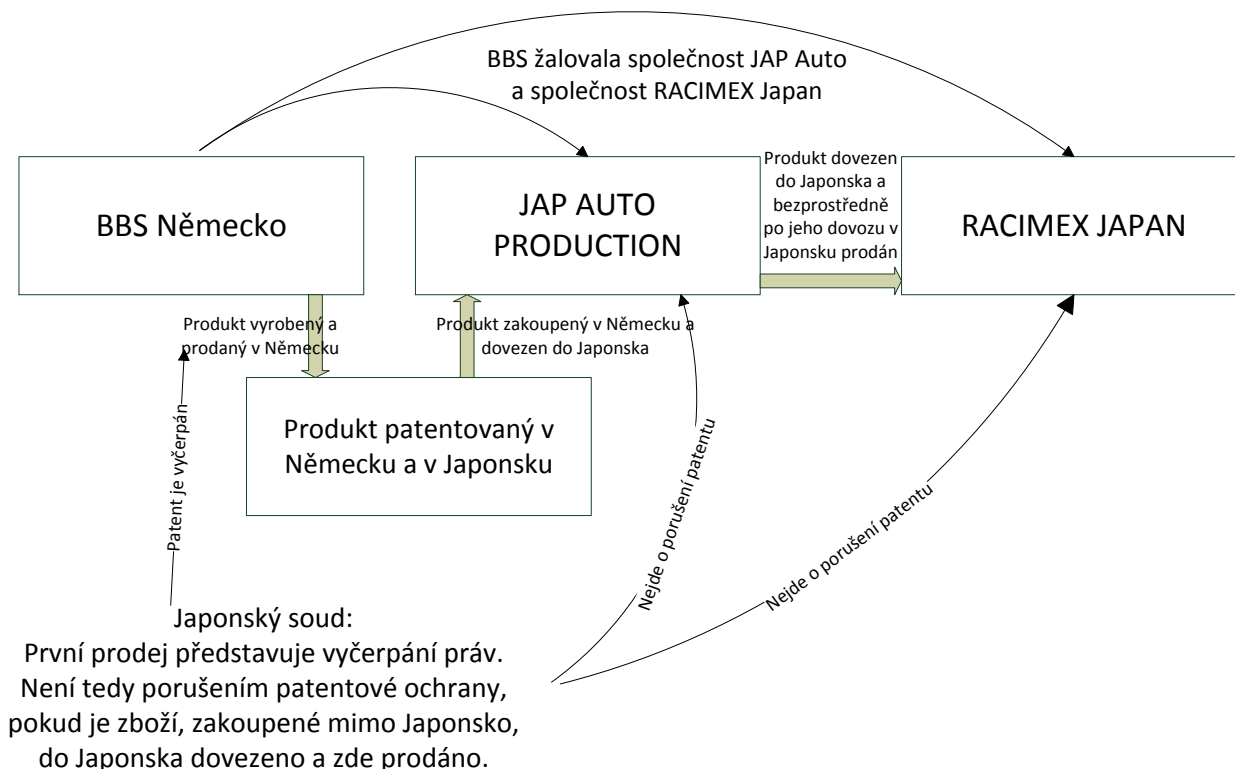 BBS žalovala společnost JAP Auto
a společnost RACIMEX Japan
BBS Německo
JAP AUTO
PRODUCTION
Produkt dovezen
do Japonska a
bezprostředně
po jeho dovozu v
Japonsku prodán
RACIMEX JAPAN
Produkt vyrobený a
prodaný v Německu
Produkt zakoupený v Německu a
dovezen do Japonska
Produkt patentovaný v
Německu a v Japonsku
Patent je vyčerpán
Nejde o porušení patentu
Nejde o porušení patentu
Japonský soud:
První prodej představuje vyčerpání práv.
Není tedy porušením patentové ochrany,
pokud je zboží, zakoupené mimo Japonsko,
do Japonska dovezeno a zde prodáno.